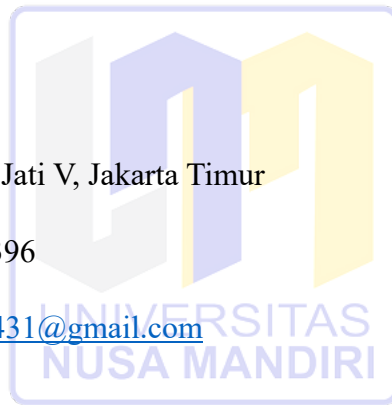 Jati V, Jakarta Timur
96
431@gmail.com
UNIVERSITAS
NUSA MANDIRI